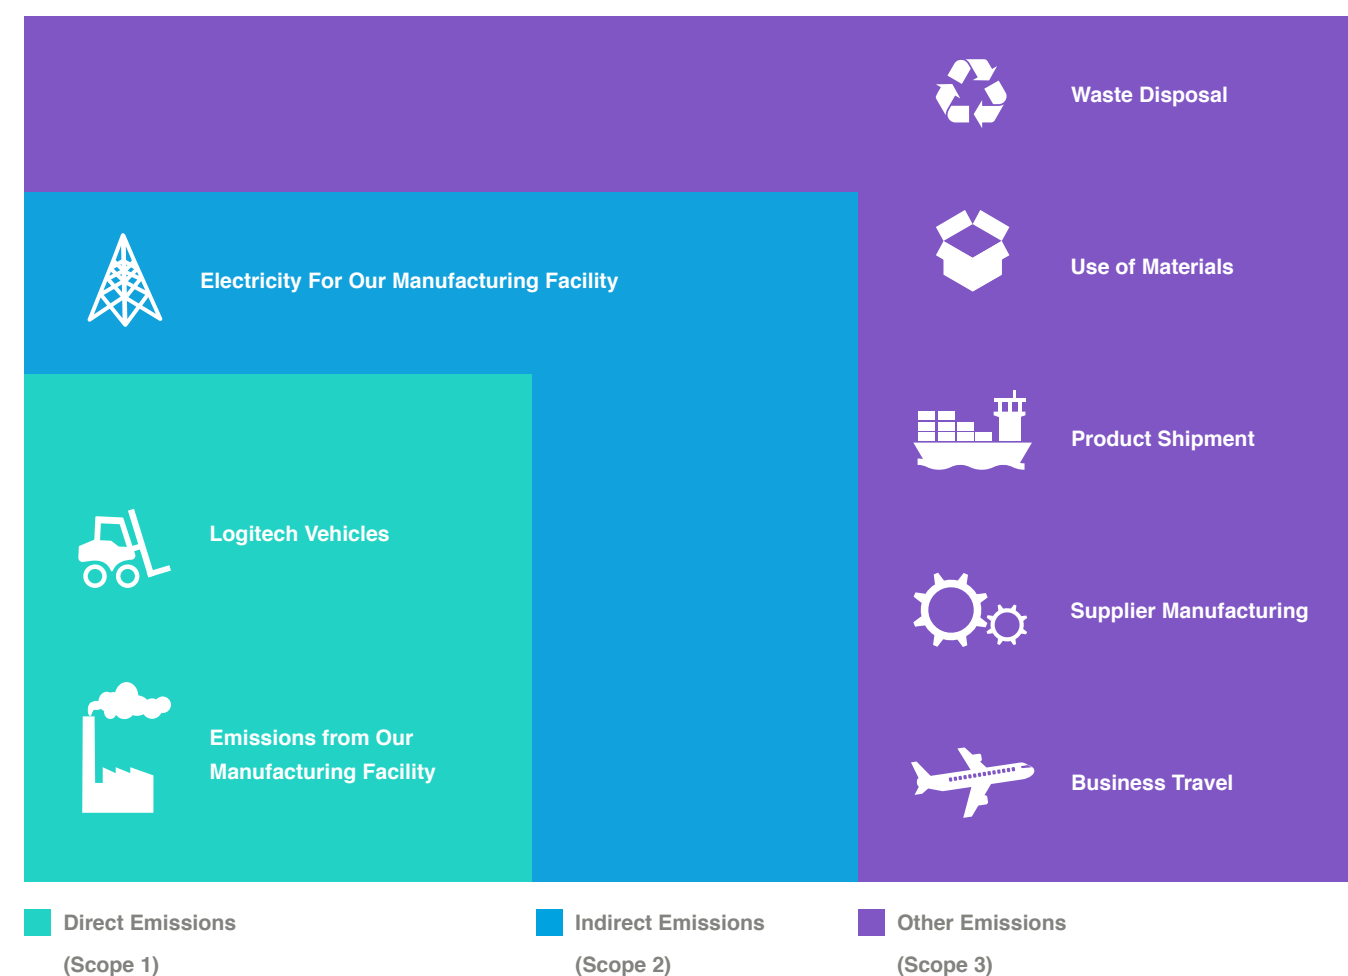 Waste Disposal
Electricity For Our Manufacturing Facility
Use of Materials
Product Shipment
Logitech Vehicles
Supplier Manufacturing
Emissions from Our
Manufacturing Facility
Business Travel
Direct Emissions
(Scope 1)
Indirect Emissions
(Scope 2)
Other Emissions
(Scope 3)